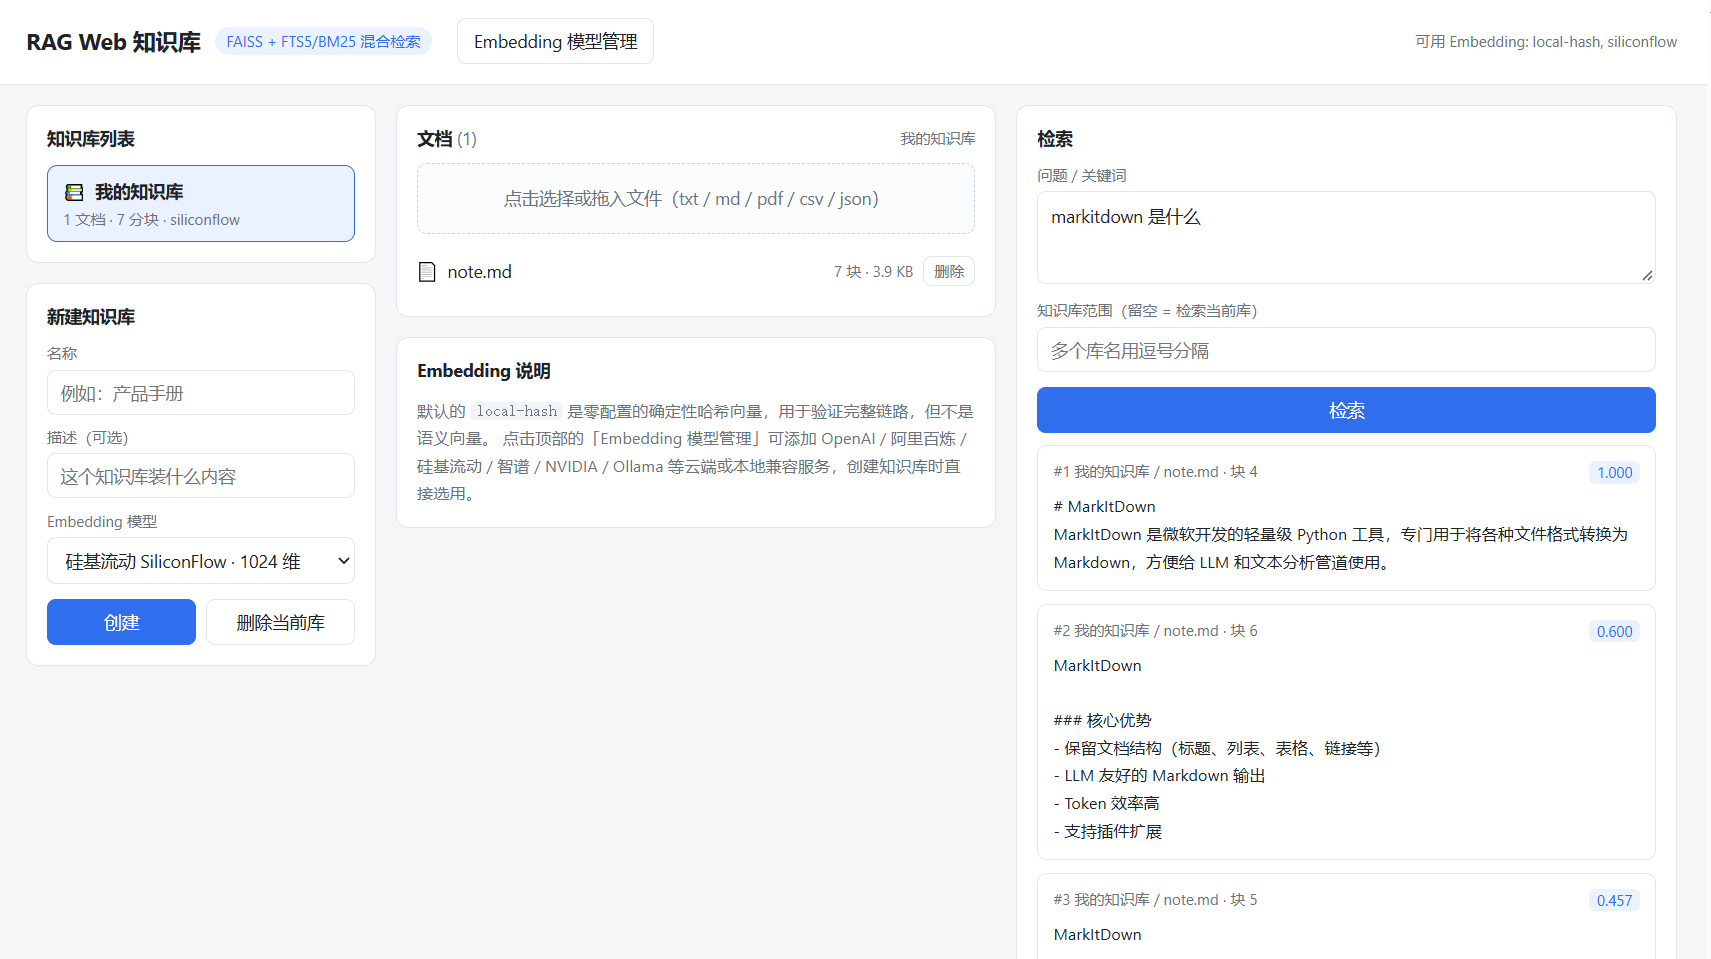 RAG Web 知识库
FAISS + FTS5/BM25 混合检索
Embedding 模型管理
可用 Embedding: local-hash, siliconflow
知识库列表
我的知识库
1 文档 · 7 分块 · siliconflow
新建知识库
名称
例如：产品手册
描述（可选）
这个知识库装什么内容
Embedding 模型
硅基流动 SiliconFlow · 1024 维
创建
删除当前库
文档 (1)
我的知识库
点击选择或拖入文件（txt / md / pdf / csv / json）
note.md
7 块 · 3.9 KB
删除
Embedding 说明
默认的 local-hash 是零配置的确定性哈希向量，用于验证完整链路，但不是
语义向量。 点击顶部的「Embedding 模型管理」可添加 OpenAI / 阿里百炼 /
硅基流动 / 智谱 / NVIDIA / Ollama 等云端或本地兼容服务，创建知识库时直
接选用。
检索
问题 / 关键词
markitdown 是什么
知识库范围（留空 = 检索当前库）
多个库名用逗号分隔
检索
#1 我的知识库 / note.md · 块 4
1.000
# MarkItDown
MarkItDown 是微软开发的轻量级 Python 工具，专门用于将各种文件格式转换为
Markdown，方便给 LLM 和文本分析管道使用。
#2 我的知识库 / note.md · 块 6
0.600
MarkItDown
### 核心优势
- 保留文档结构（标题、列表、表格、链接等）
- LLM 友好的 Markdown 输出
- Token 效率高
- 支持插件扩展
#3 我的知识库 / note.md · 块 5
0.457
MarkItDown